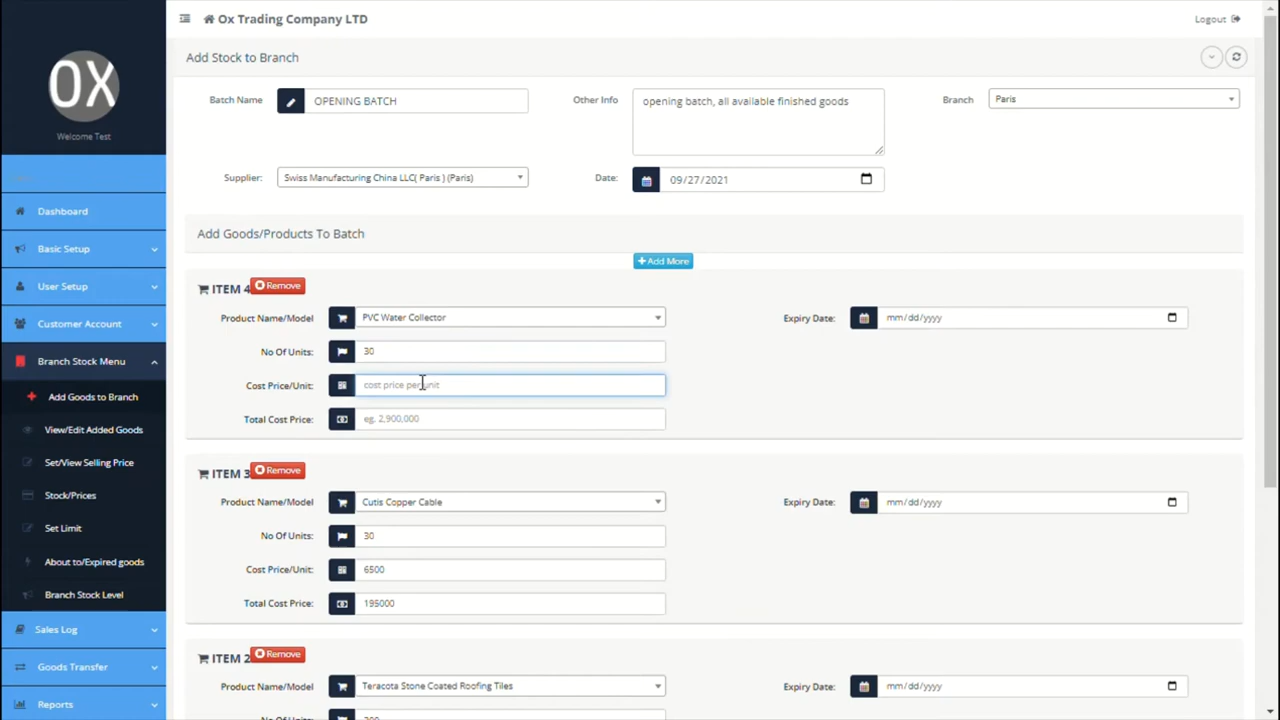 Ox Trading Company LTD
Logout
OX
Welcome Test
Dashboard
Basic Setup
User Setup
Customer Account
Branch Stock Menu
Add Goods to Branch
View/Edit Added Goods
Set/View Selling Price
Stock/Prices
Set Limit
About to/Expired goods
Branch Stock Level
Sales Log
Goods Transfer
Reports
Add Stock to Branch
Batch Name
OPENING BATCH
Other Info
opening batch, all available finished goods
Branch
Paris
Supplier:
Swiss Manufacturing China LLC( Paris ) (Paris)
Date:
09/27/2021
Add Goods/Products To Batch
Add More
ITEM 4
Remove
Product Name/Model
PVC Water Collector
Expiry Date:
mm/dd/yyyy
No Of Units:
30
Cost Price/Unit:
cost price per unit
Total Cost Price:
eg. 2,900,000
ITEM 3
Remove
Product Name/Model
Cutis Copper Cable
Expiry Date:
mm/dd/yyyy
No Of Units:
30
Cost Price/Unit:
6500
Total Cost Price:
195000
ITEM 2
Remove
Product Name/Model
Teracota Stone Coated Roofing Tiles
Expiry Date:
mm/dd/yyyy